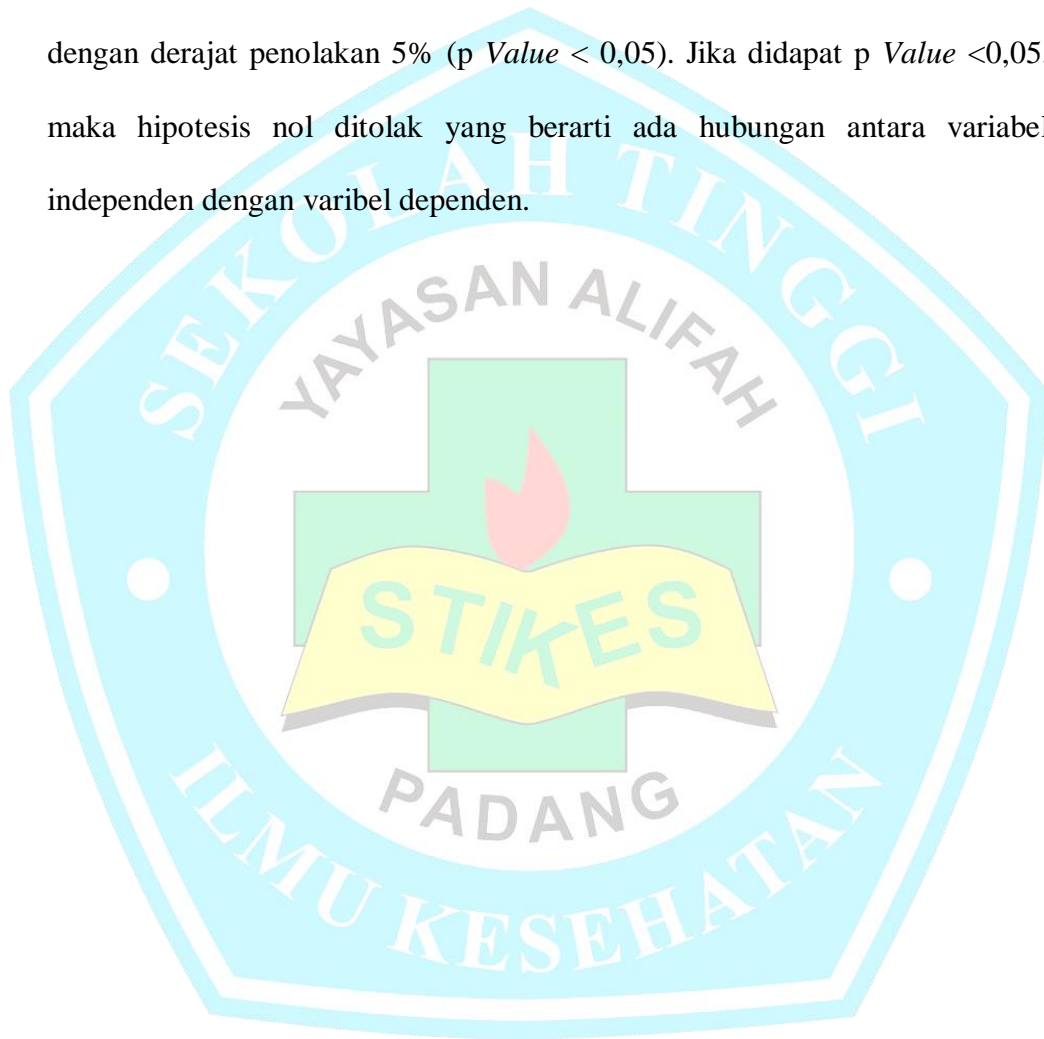 dengan derajat penolakan 5% (p Value < 0,05). Jika didapat p Value <0,05
maka hipotesis nol ditolak yang berarti ada hubungan antara variabel
independen dengan varibel dependen.
SEKOLAH TINGGI
YAYASAN ALIFAH
STIKES
PADANG
ILMU KESEHATAN